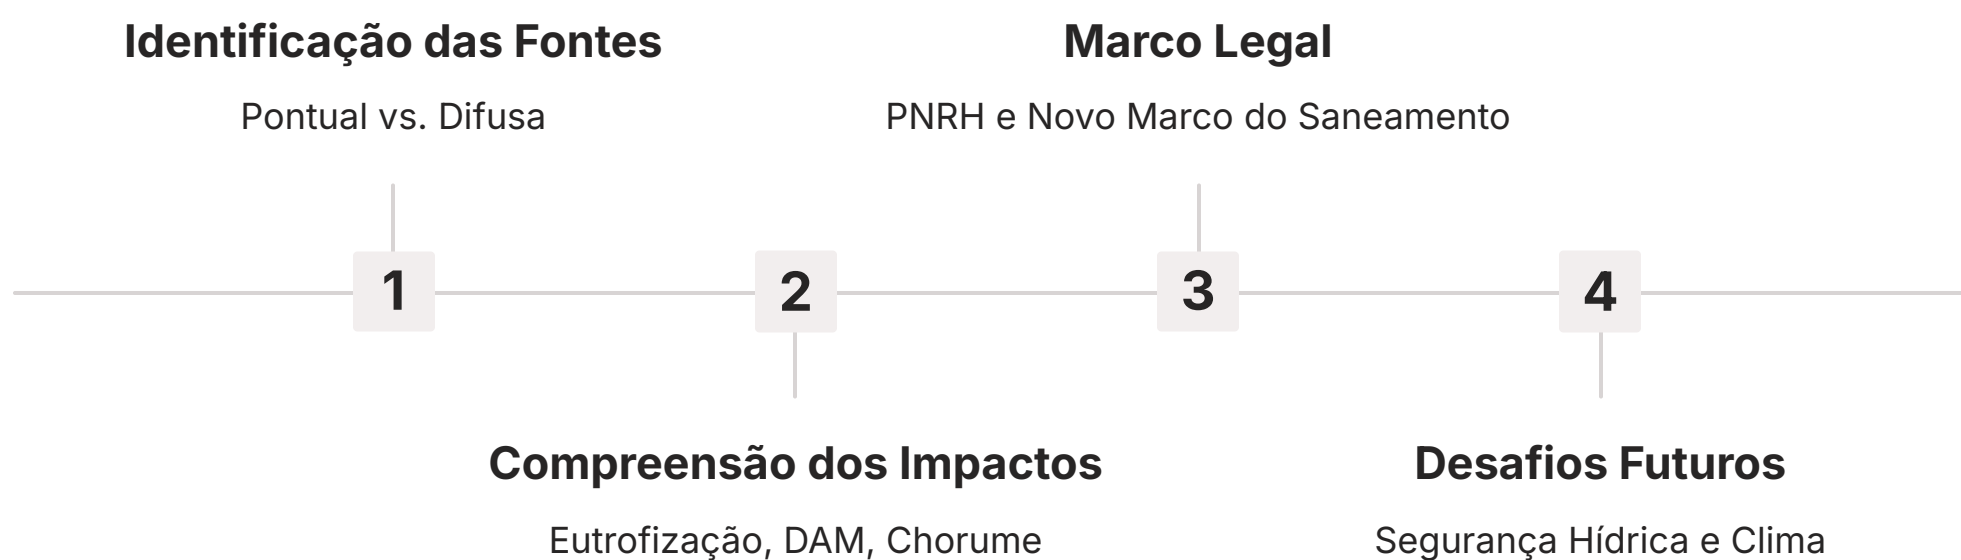 Identificação das Fontes
Pontual vs. Difusa
1
Compreensão dos Impactos
Eutrofização, DAM, Chorume
2
Marco Legal
PNRH e Novo Marco do Saneamento
3
Desafios Futuros
Segurança Hídrica e Clima
4